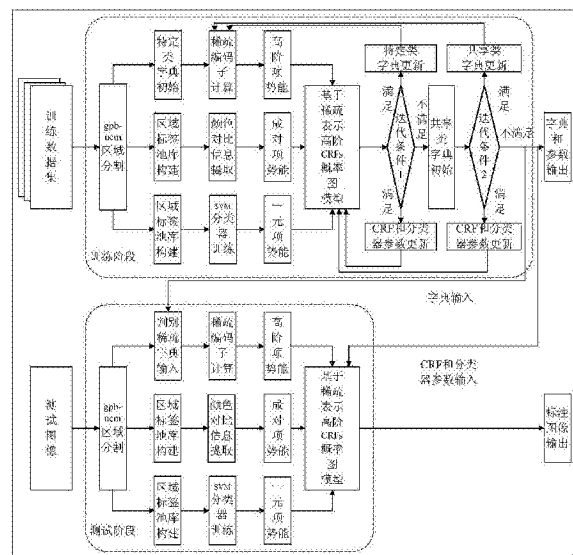 训练数据集
gpb-ucm区域分割
特定类字典初始
稀疏编码子计算
高阶项势能
区域标签池库构建
颜色对比信息提取
成对项势能
区域标签池库构建
svm分类器训练
一元项势能
基于稀疏表示高阶CRFs概率图模型
特定类字典更新
共享类字典更新
满足
满足
迭代条件1
不满足
共享类字典初始
迭代条件2
不满足
满足
满足
CRF和分类器参数更新
CRF和分类器参数更新
字典和参数输出
训练阶段
字典输入
测试图像
gpb-ucm区域分割
判别稀疏字典输入
稀疏编码子计算
高阶项势能
区域标签池库构建
颜色对比信息提取
成对项势能
区域标签池库构建
svm分类器训练
一元项势能
基于稀疏表示高阶CRFs概率图模型
CRF和分类器参数输入
标注图像输出
测试阶段